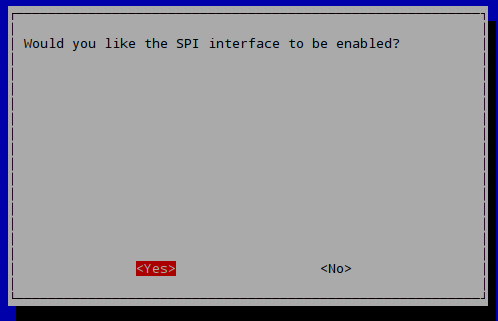 Would you like the SPI interface to be enabled?
<Yes> <No>